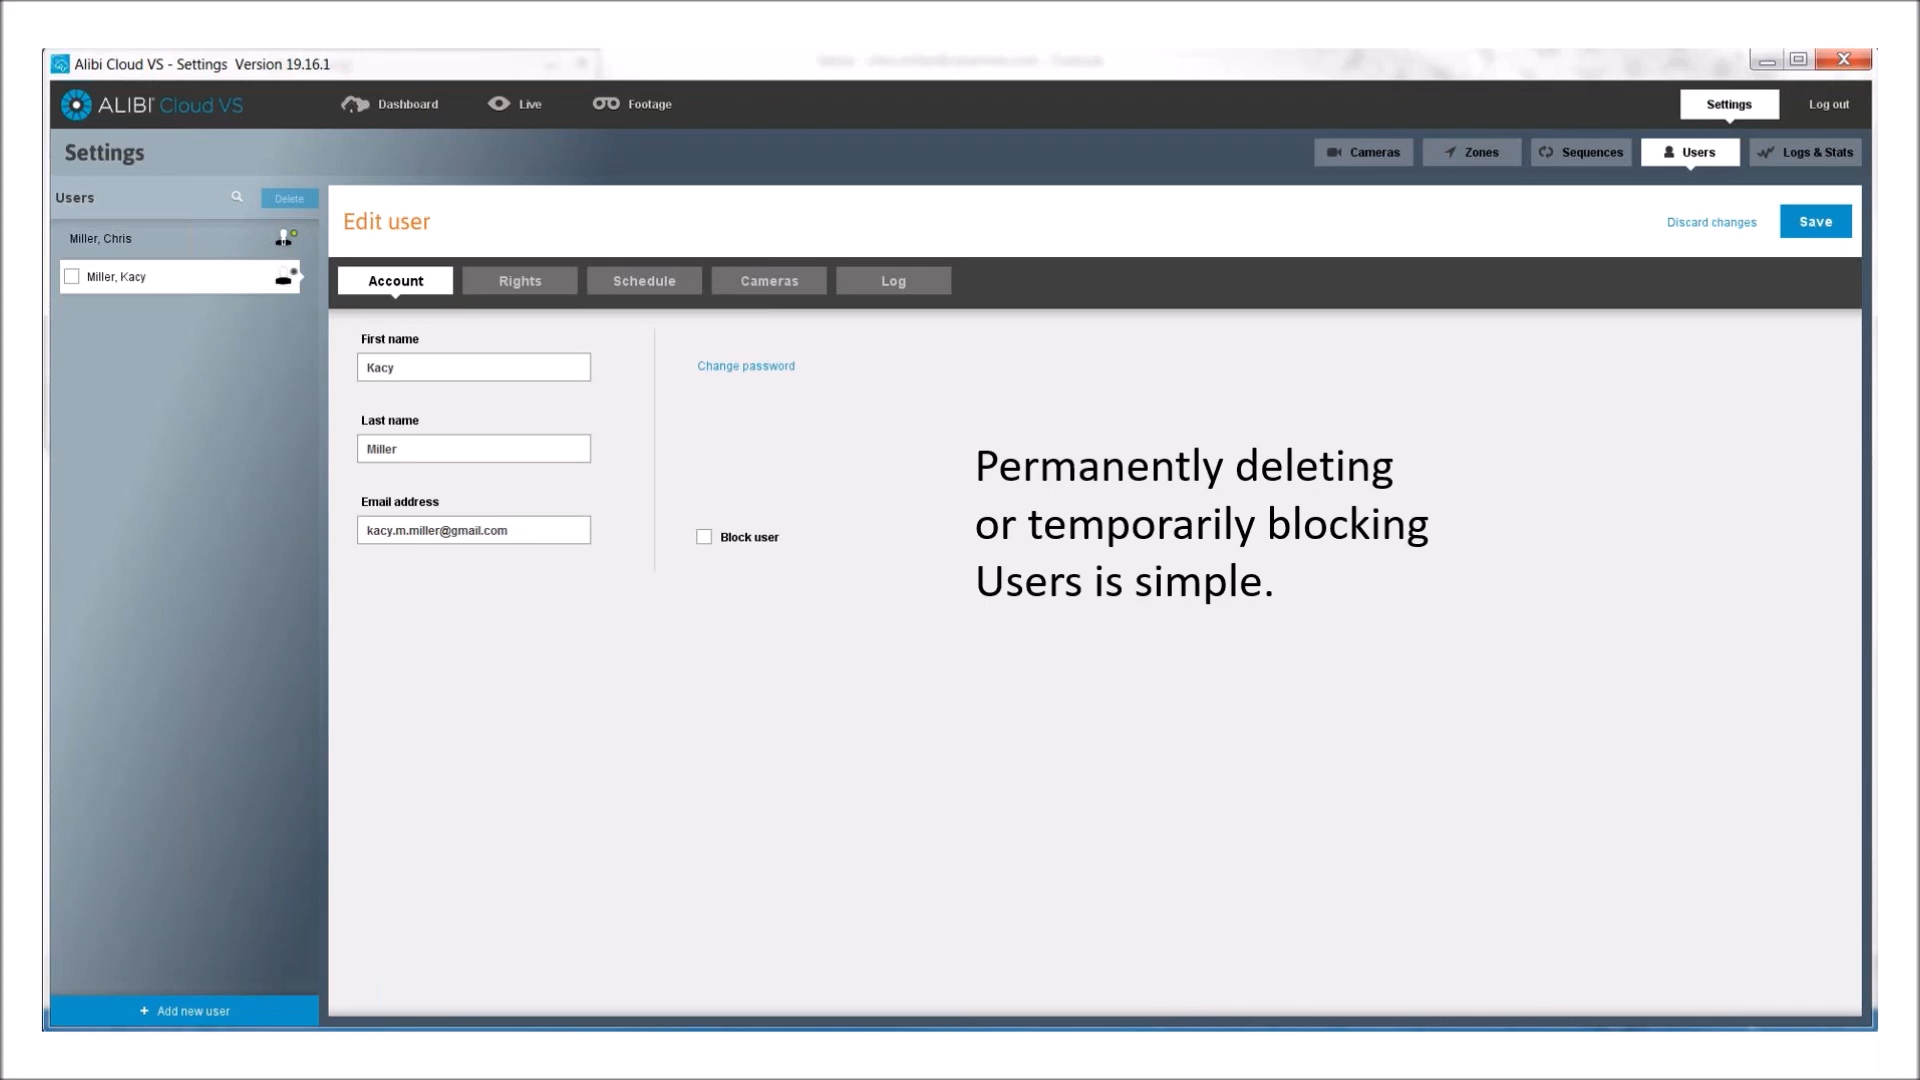 Alibi Cloud VS - Settings Version 19.16.1
ALIBI Cloud VS
Dashboard
Live
Footage
Settings
Log out
Settings
Cameras
Zones
Sequences
Users
Logs & Stats
Users
Delete
Miller, Chris
Miller, Kacy
Edit user
Discard changes
Save
Account
Rights
Schedule
Cameras
Log
First name
Kacy
Change password
Last name
Miller
Email address
kacy.m.miller@gmail.com
Block user
Permanently deleting
or temporarily blocking
Users is simple.
+ Add new user